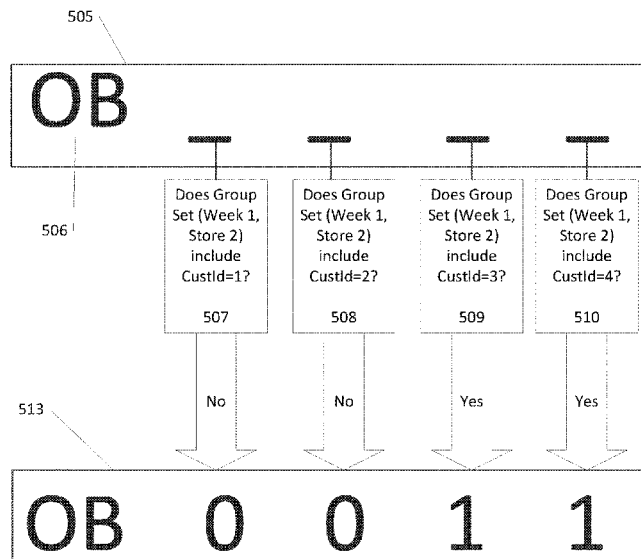 505
OB _ _ _ _
506
Does Group
Set (Week 1,
Store 2)
include
CustId=1?
507
Does Group
Set (Week 1,
Store 2)
include
CustId=2?
508
Does Group
Set (Week 1,
Store 2)
include
CustId=3?
509
Does Group
Set (Week 1,
Store 2)
include
CustId=4?
510
No
No
Yes
Yes
513
OB 0 0 1 1